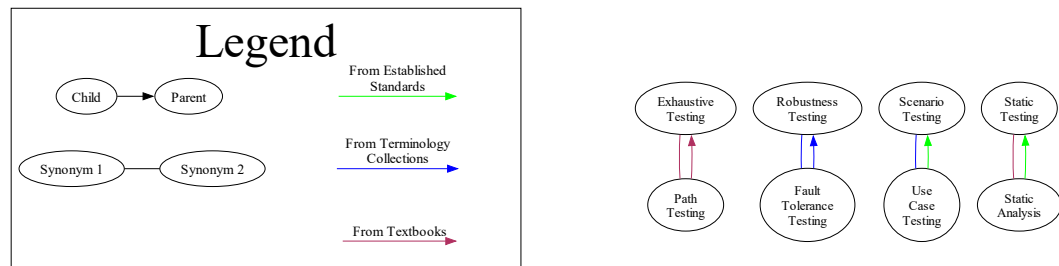 Legend
Child
Parent
Synonym 1
Synonym 2
From Established
Standards
From Terminology
Collections
From Textbooks
Exhaustive
Testing
Robustness
Testing
Scenario
Testing
Static
Testing
Path
Testing
Fault
Tolerance
Testing
Use
Case
Testing
Static
Analysis